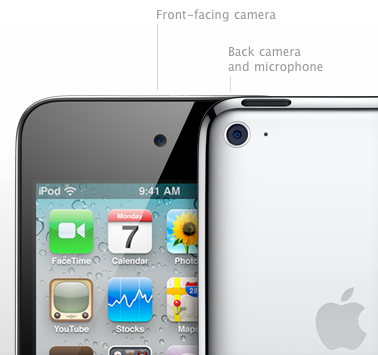 Front-facing camera
Back camera
and microphone
iPod 9:41 AM
Monday
7
FaceTime Calendar Photo
YouTube Stocks Maps